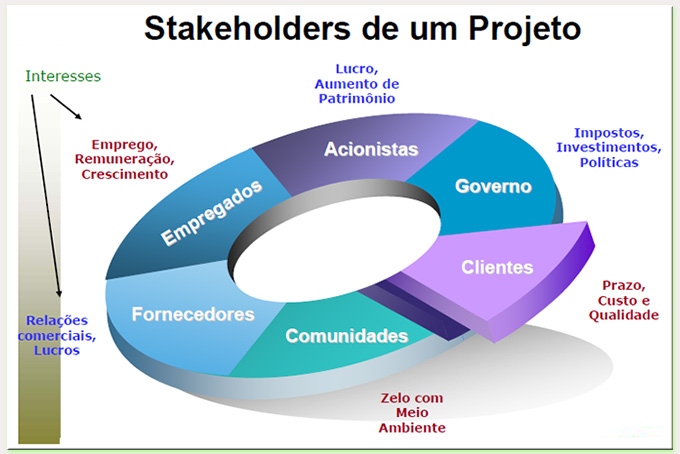 Stakeholders de um Projeto
Interesses
Lucro,
Aumento de
Patrimônio
Emprego,
Remuneração,
Crescimento
Acionistas
Impostos,
Investimentos,
Políticas
Empregados
Governo
Clientes
Prazo,
Custo e
Qualidade
Fornecedores
Comunidades
Relações
comerciais,
Lucros
Zelo com
Meio
Ambiente